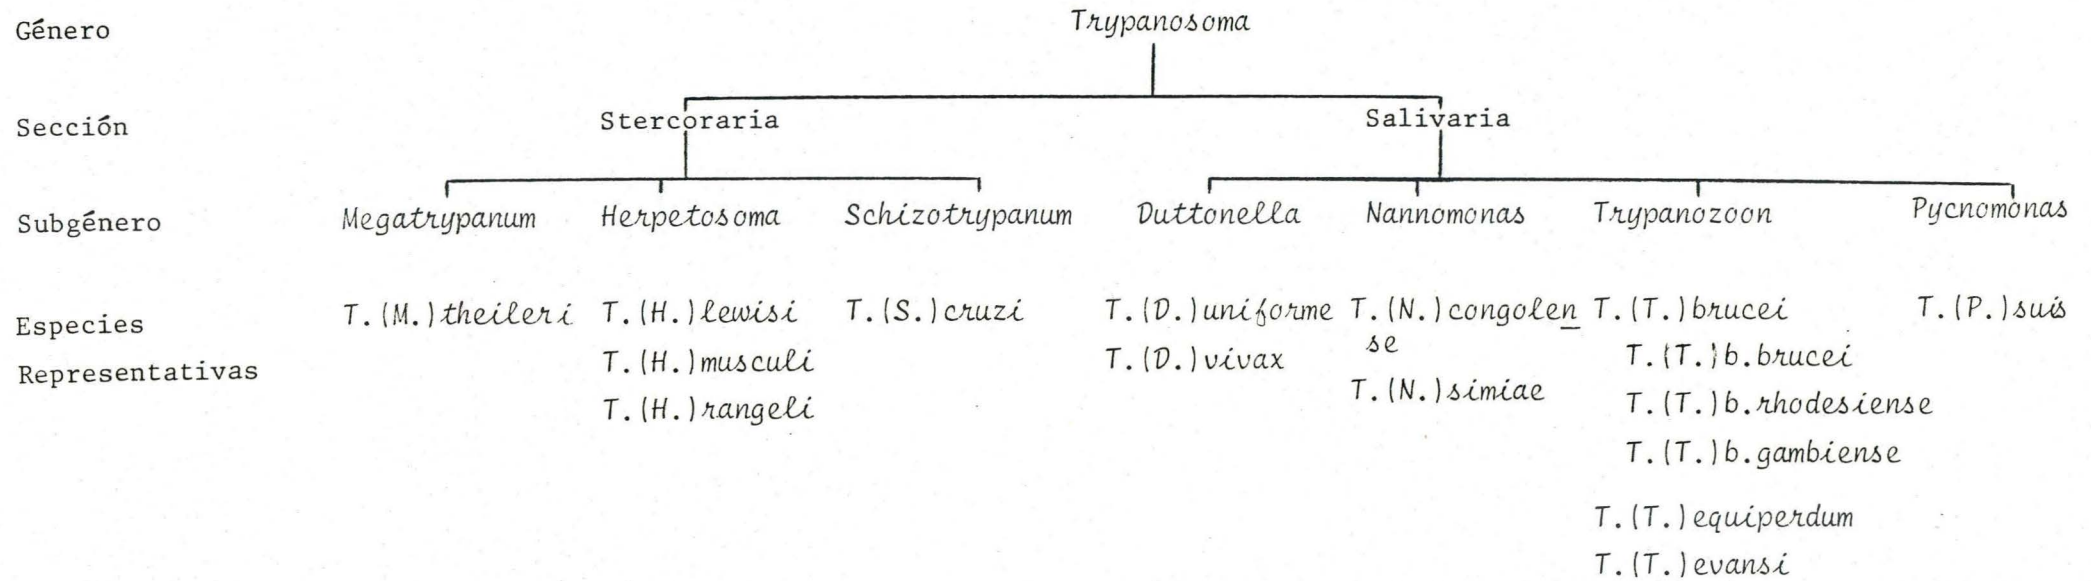 Género Trypanosoma
Sección Stercoraria Salivaria
Subgénero Megatrypanum Herpetosoma Schizotrypanum Duttonella Nannomonas Trypanozoon Pycnomonas
Especies T.(M.)theileri T.(H.)lewisi T.(S.)cruzi T.(D.)uniforme T.(N.)congolen T.(T.)brucei T.(P.)suis
Representativas T.(H.)musculi T.(D.)vivax se T.(T.)b.brucei
T.(H.)rangeli T.(N.)simiae T.(T.)b.rhodesiense
T.(T.)b.gambiense
T.(T.)equiperdum
T.(T.)evansi